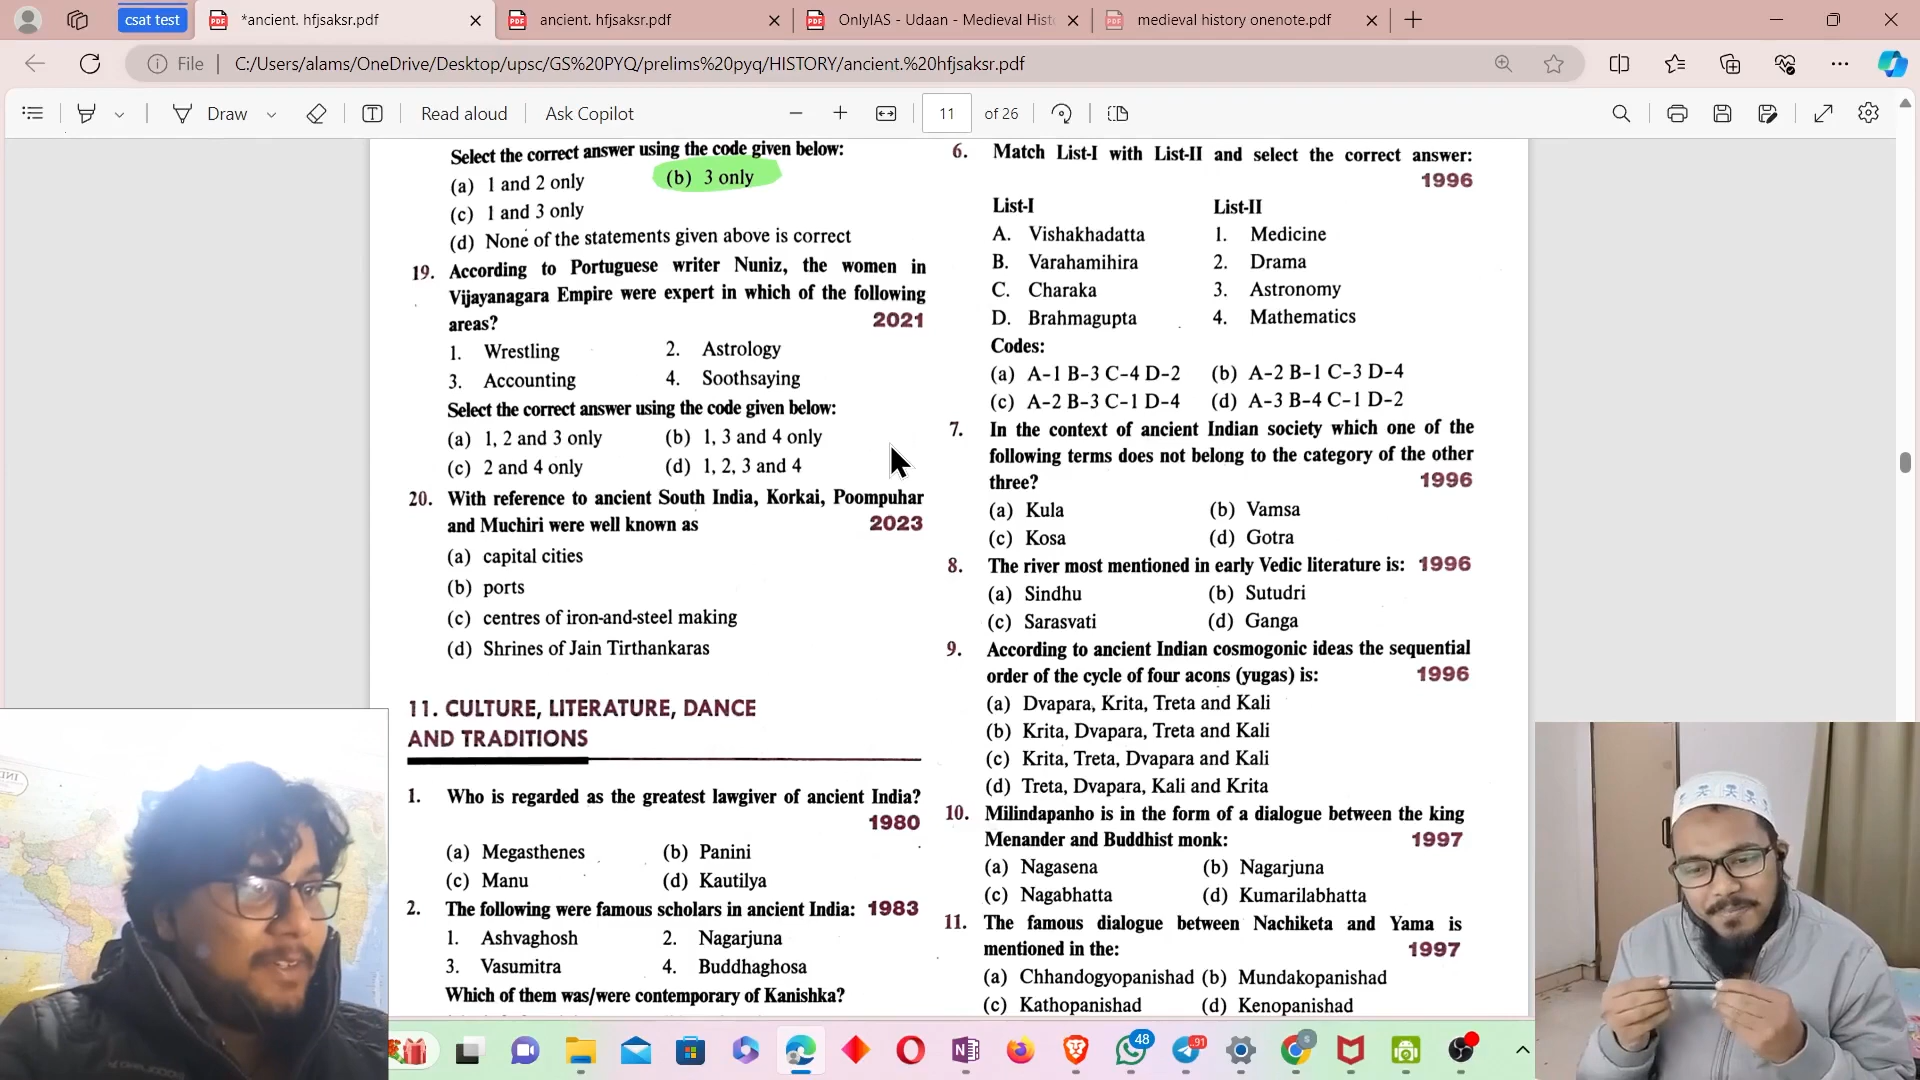 csat test
*ancient. hfjsaksr.pdf
ancient. hfjsaksr.pdf
OnlyIAS - Udaan - Medieval Hist
medieval history onenote.pdf
File
C:/Users/alams/OneDrive/Desktop/upsc/GS%20PYQ/prelims%20pyq/HISTORY/ancient.%20hfjsaksr.pdf
Draw
Read aloud
Ask Copilot
11 of 26
Select the correct answer using the code given below:
(a) 1 and 2 only (b) 3 only
(c) 1 and 3 only
(d) None of the statements given above is correct
19. According to Portuguese writer Nuniz, the women in
Vijayanagara Empire were expert in which of the following
areas? 2021
1. Wrestling 2. Astrology
3. Accounting 4. Soothsaying
Select the correct answer using the code given below:
(a) 1, 2 and 3 only (b) 1, 3 and 4 only
(c) 2 and 4 only (d) 1, 2, 3 and 4
20. With reference to ancient South India, Korkai, Poompuhar
and Muchiri were well known as 2023
(a) capital cities
(b) ports
(c) centres of iron-and-steel making
(d) Shrines of Jain Tirthankaras
11. CULTURE, LITERATURE, DANCE
AND TRADITIONS
1. Who is regarded as the greatest lawgiver of ancient India?
1980
(a) Megasthenes (b) Panini
(c) Manu (d) Kautilya
2. The following were famous scholars in ancient India: 1983
1. Ashvaghosh 2. Nagarjuna
3. Vasumitra 4. Buddhaghosa
Which of them was/were contemporary of Kanishka?
6. Match List-I with List-II and select the correct answer:
1996
List-I List-II
A. Vishakhadatta 1. Medicine
B. Varahamihira 2. Drama
C. Charaka 3. Astronomy
D. Brahmagupta 4. Mathematics
Codes:
(a) A-1 B-3 C-4 D-2 (b) A-2 B-1 C-3 D-4
(c) A-2 B-3 C-1 D-4 (d) A-3 B-4 C-1 D-2
7. In the context of ancient Indian society which one of the
following terms does not belong to the category of the other
three? 1996
(a) Kula (b) Vamsa
(c) Kosa (d) Gotra
8. The river most mentioned in early Vedic literature is: 1996
(a) Sindhu (b) Sutudri
(c) Sarasvati (d) Ganga
9. According to ancient Indian cosmogonic ideas the sequential
order of the cycle of four acons (yugas) is: 1996
(a) Dvapara, Krita, Treta and Kali
(b) Krita, Dvapara, Treta and Kali
(c) Krita, Treta, Dvapara and Kali
(d) Treta, Dvapara, Kali and Krita
10. Milindapanho is in the form of a dialogue between the king
Menander and Buddhist monk: 1997
(a) Nagasena (b) Nagarjuna
(c) Nagabhatta (d) Kumarilabhatta
11. The famous dialogue between Nachiketa and Yama is
mentioned in the: 1997
(a) Chhandogyopanishad (b) Mundakopanishad
(c) Kathopanishad (d) Kenopanishad
48
91